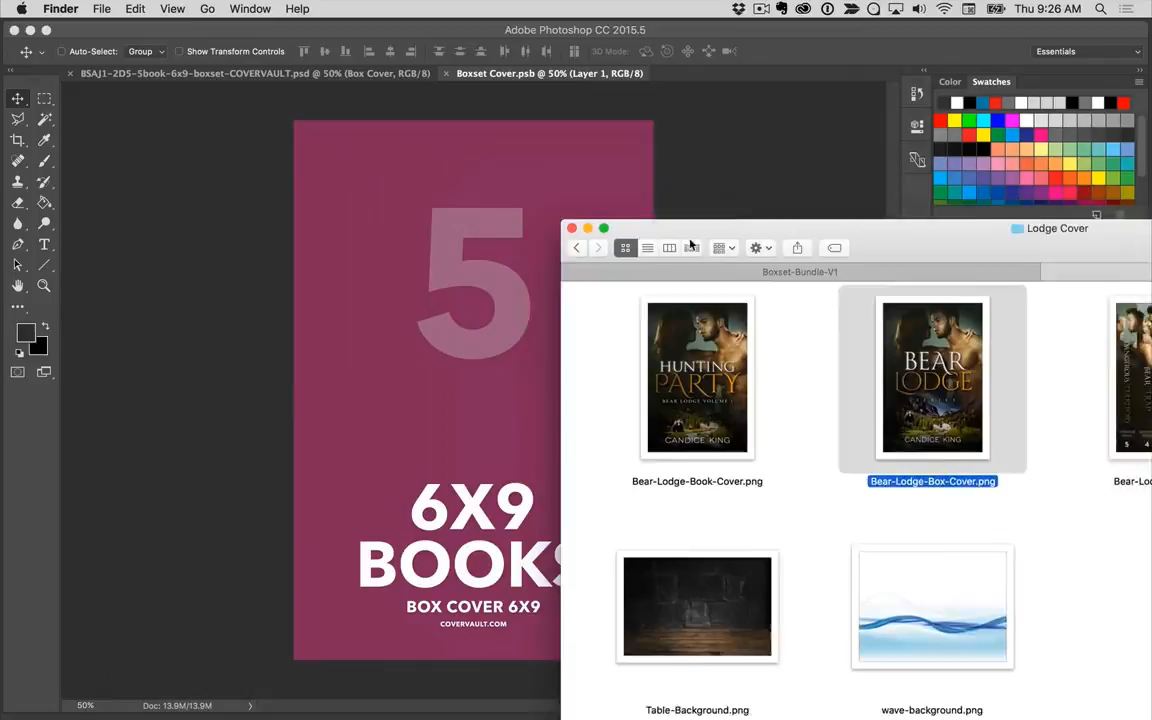 Finder File Edit View Go Window Help Thu 9:26 AM
Adobe Photoshop CC 2015.5
Auto-Select: Group Show Transform Controls 3D Mode: Essentials
BSAJ1-2D5-5book-6x9-boxset-COVERVAULT.psd @ 50% (Box Cover, RGB/8) Boxset Cover.psb @ 50% (Layer 1, RGB/8)
Color Swatches
5
6X9
BOOKS
BOX COVER 6X9
COVERVAULT.COM
Lodge Cover
Boxset-Bundle-V1
HUNTING
PARTY
BEAR LODGE VOLUME 1
CANDICE KING
BEAR
LODGE
SERIES
CANDICE KING
5 4
Bear-Lodge-Book-Cover.png Bear-Lodge-Box-Cover.png Bear-Lo
Table-Background.png wave-background.png
50% Doc: 13.9M/13.9M